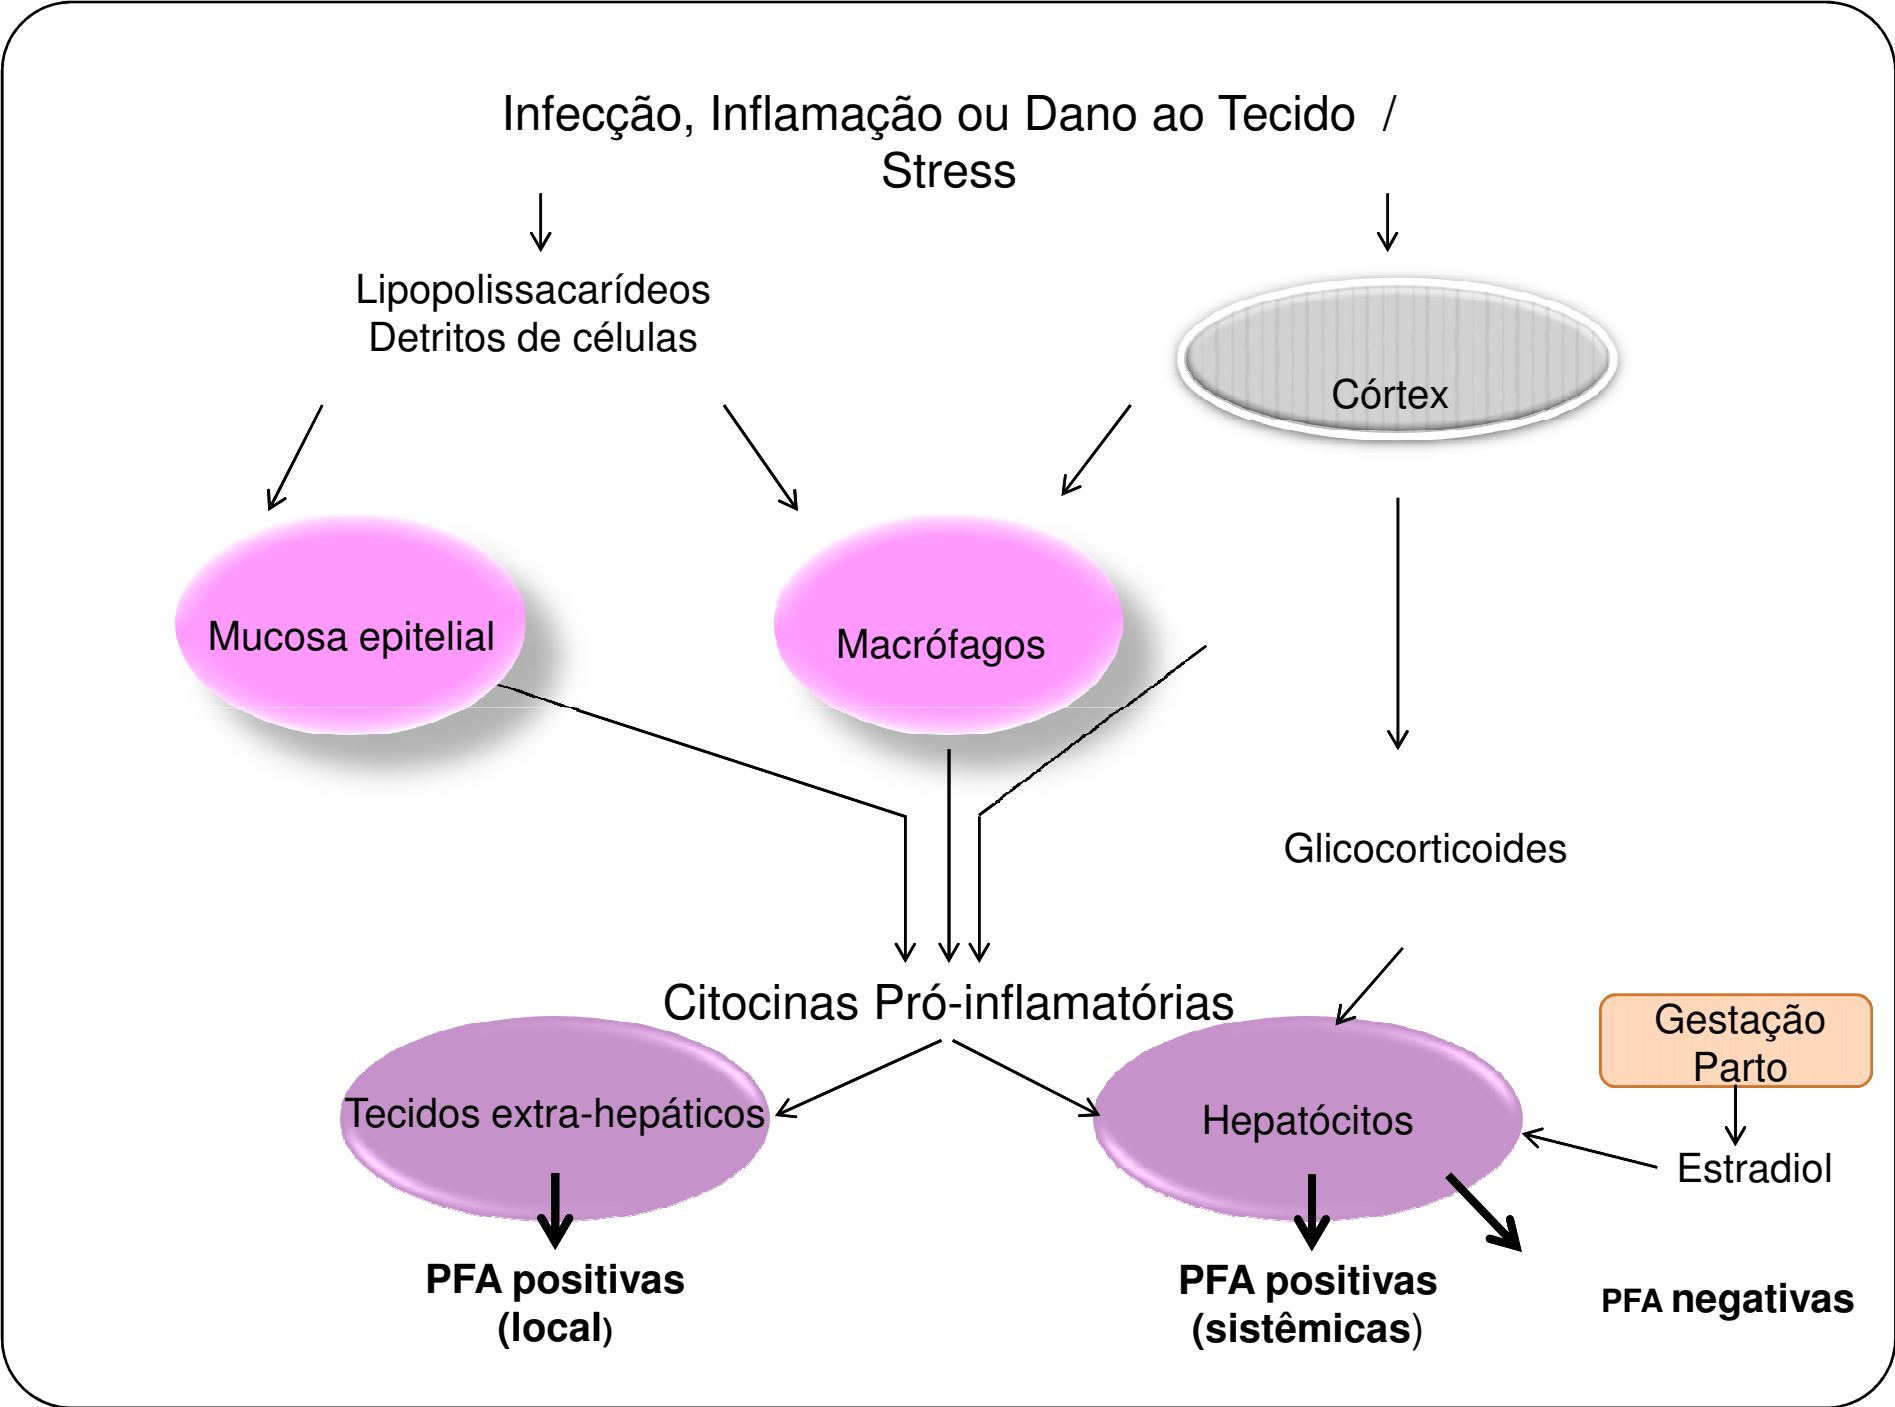 Infecção, Inflamação ou Dano ao Tecido /
Stress
Lipopolissacarídeos
Detritos de células
Córtex
Mucosa epitelial
Macrófagos
Glicocorticoides
Citocinas Pró-inflamatórias
Gestação
Parto
Tecidos extra-hepáticos
Hepatócitos
Estradiol
PFA positivas
(local)
PFA positivas
(sistêmicas)
PFA negativas